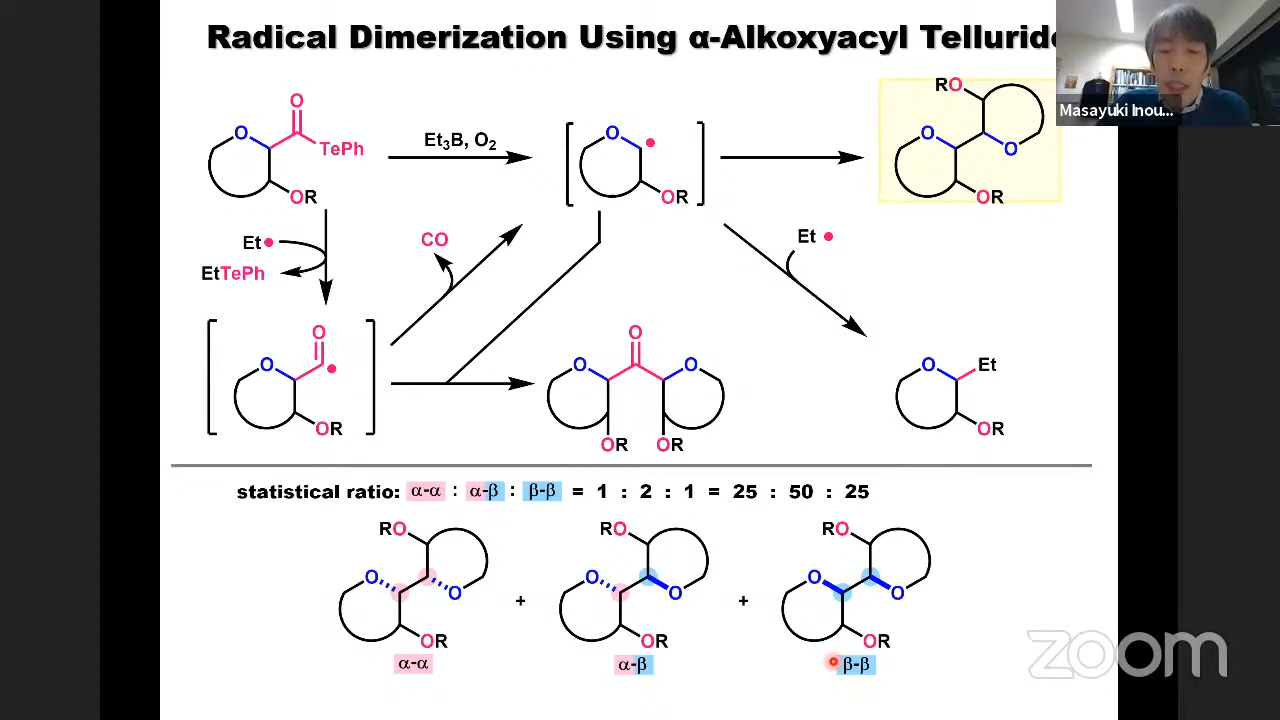 Radical Dimerization Using α-Alkoxyacyl Telluride
Masayuki Inou...
O
O
TePh
OR
Et₃B, O₂
O
OR
RO
O
O
OR
Et•
EtTePh
CO
Et •
O
O
OR
O
O
O
OR
OR
O
Et
OR
statistical ratio: α-α : α-β : β-β = 1 : 2 : 1 = 25 : 50 : 25
RO
O
O
OR
α-α
+
RO
O
O
OR
α-β
+
RO
O
O
OR
β-β
zoom